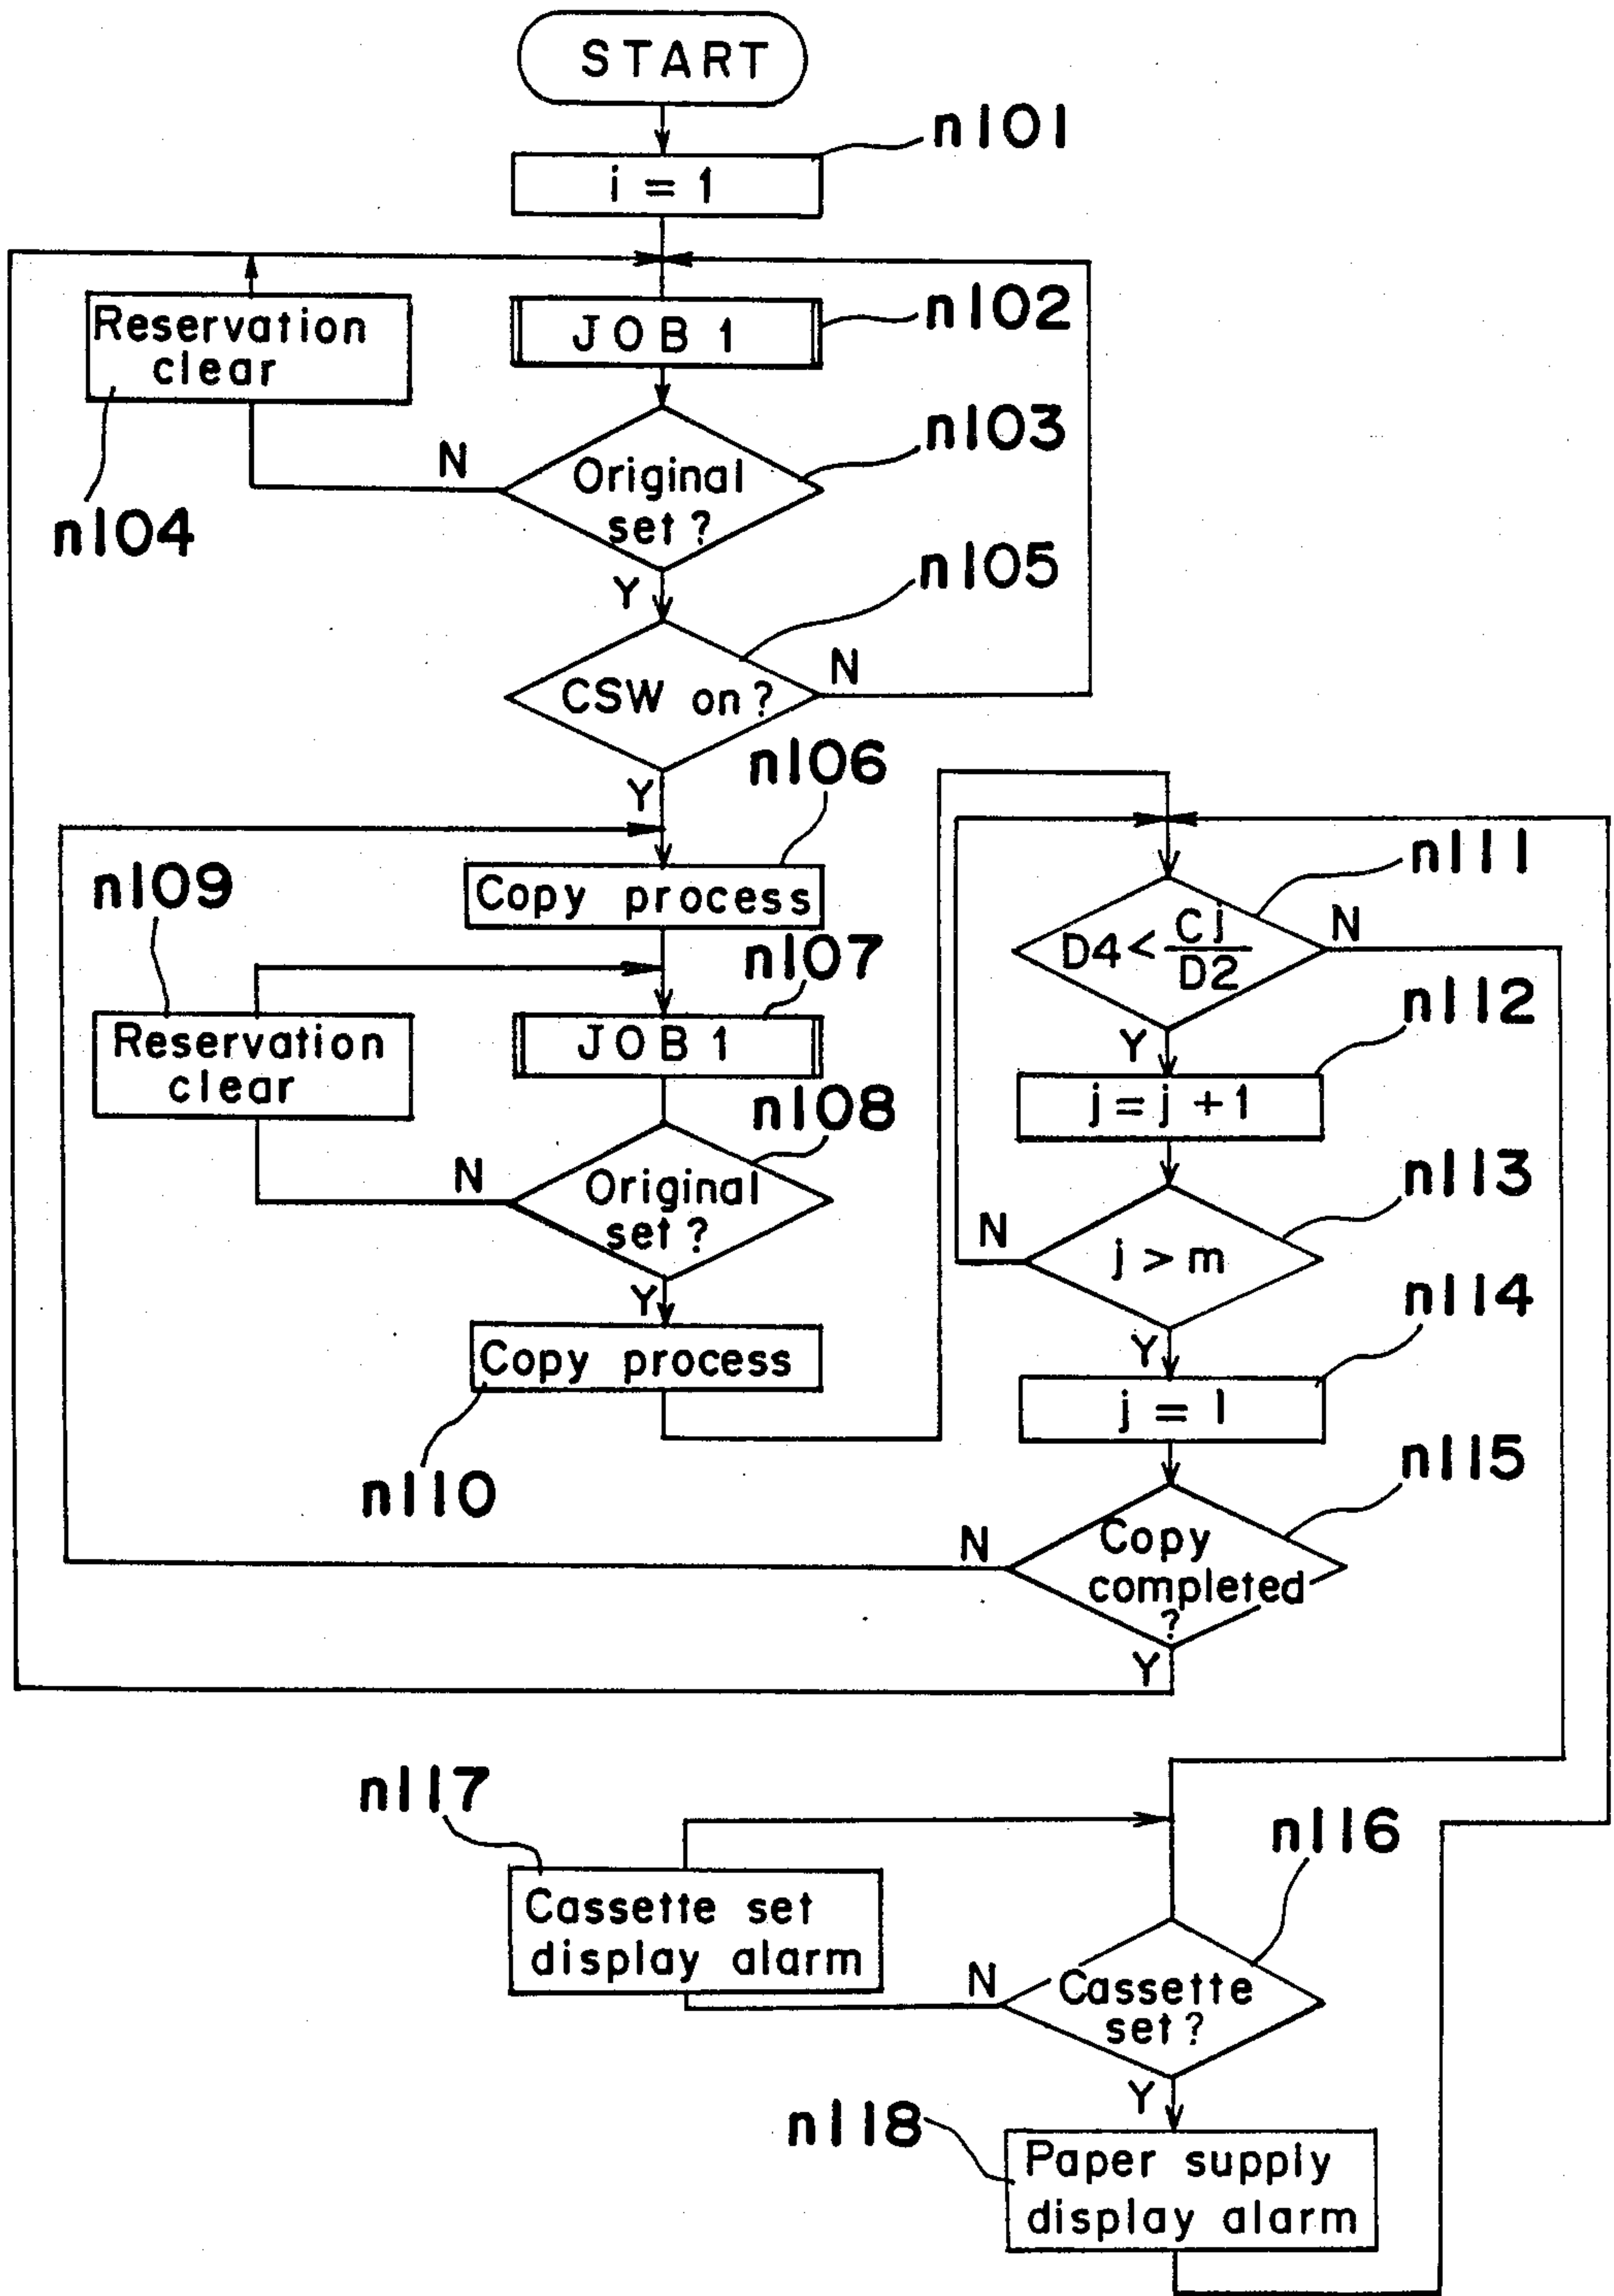 START
n101
i = 1
n102
JOB 1
Reservation
clear
n104
n103
N
Original
set?
Y
n105
CSW on?
N
Y
n106
Copy process
n109
n107
Reservation
clear
JOB 1
n108
N
Original
set?
Y
Copy process
n110
n111
D4 < Cj
D2
N
Y
n112
j = j + 1
n113
N
j > m
Y
n114
j = 1
n115
N
Copy
completed
?
Y
n117
Cassette set
display alarm
n116
N
Cassette
set?
Y
n118
Paper supply
display alarm